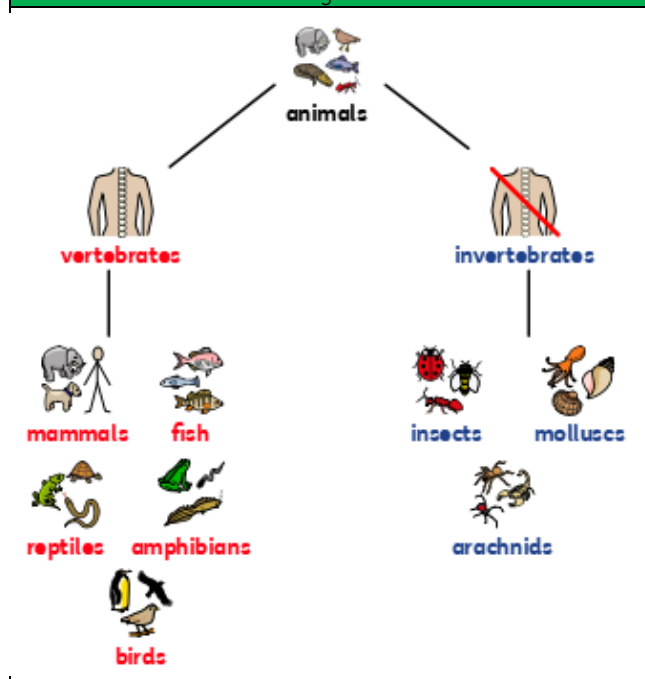 animals
vertebrates
invertebrates
mammals
fish
insects
molluscs
reptiles
amphibians
arachnids
birds